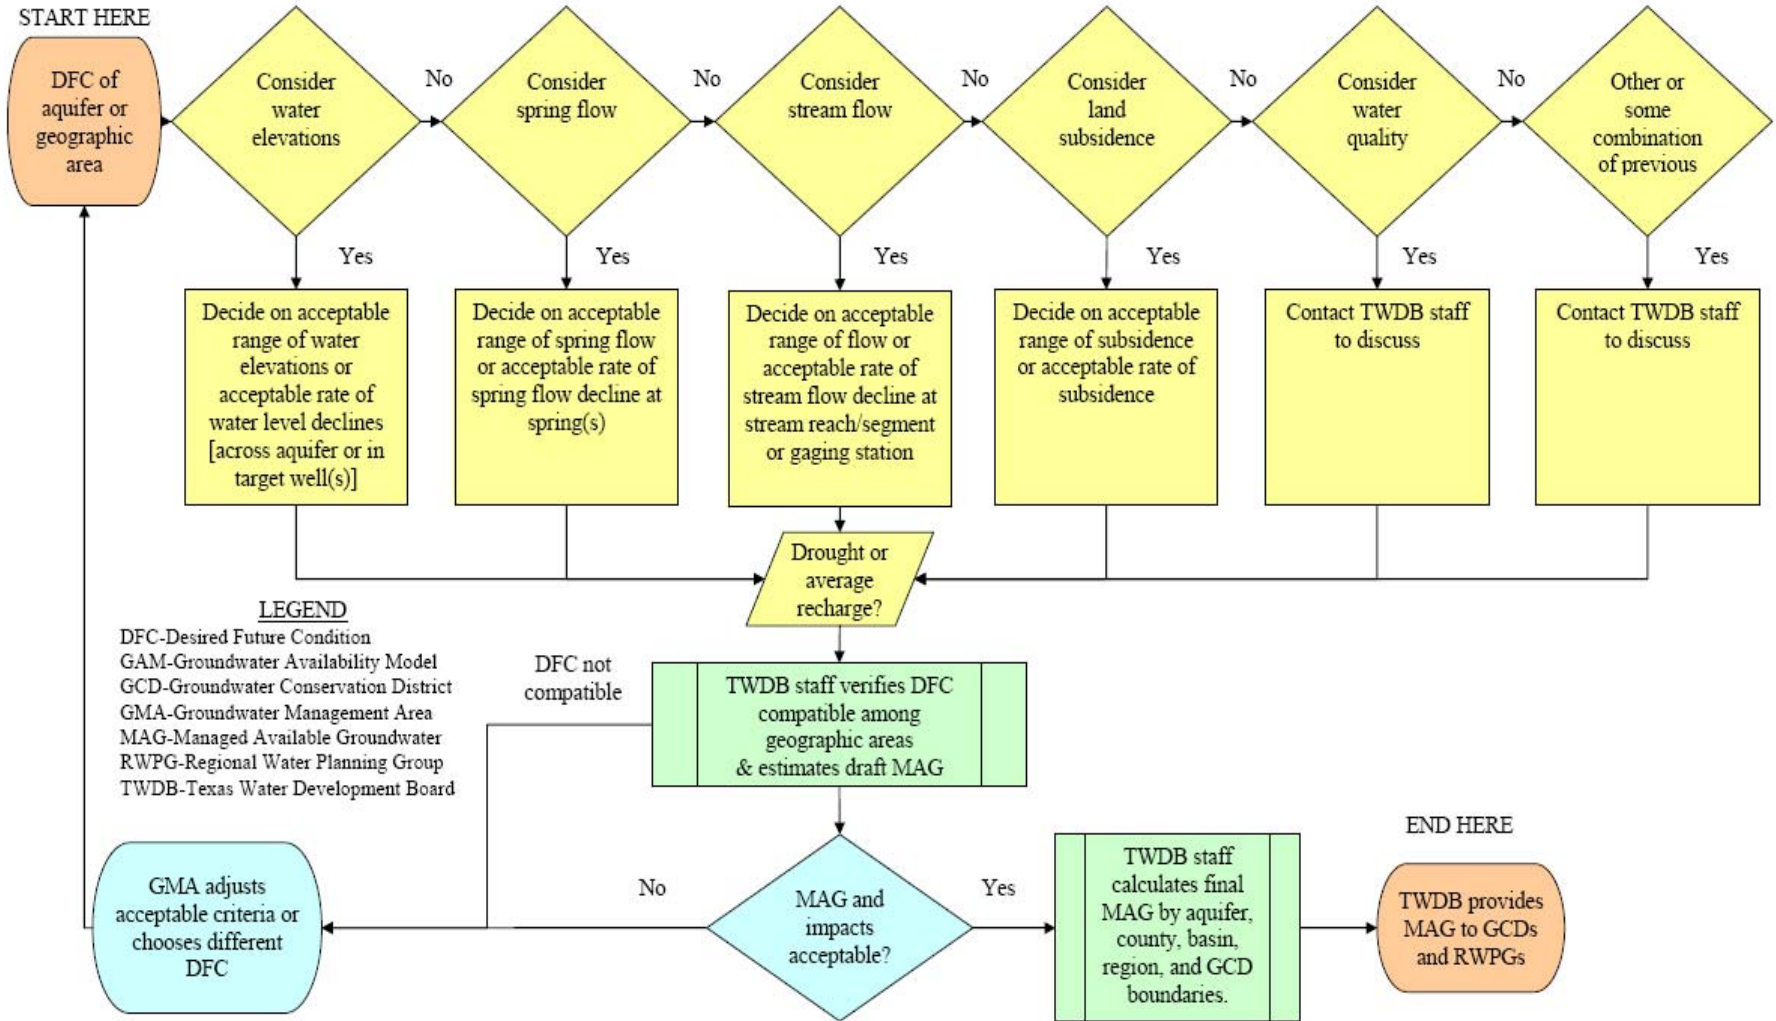 START HERE
DFC of
aquifer or
geographic
area
Consider
water
elevations
No
Consider
spring flow
No
Consider
stream flow
No
Consider
land
subsidence
No
Consider
water
quality
No
Other or
some
combination
of previous
Yes
Yes
Yes
Yes
Yes
Yes
Decide on acceptable
range of water
elevations or
acceptable rate of
water level declines
[across aquifer or in
target well(s)]
Decide on acceptable
range of spring flow
or acceptable rate of
spring flow decline at
spring(s)
Decide on acceptable
range of flow or
acceptable rate of
stream flow decline at
stream reach/segment
or gaging station
Decide on acceptable
range of subsidence
or acceptable rate of
subsidence
Contact TWDB staff
to discuss
Contact TWDB staff
to discuss
Drought or
average
recharge?
LEGEND
DFC-Desired Future Condition
GAM-Groundwater Availability Model
GCD-Groundwater Conservation District
GMA-Groundwater Management Area
MAG-Managed Available Groundwater
RWPG-Regional Water Planning Group
TWDB-Texas Water Development Board
DFC not
compatible
TWDB staff verifies DFC
compatible among
geographic areas
& estimates draft MAG
GMA adjusts
acceptable criteria or
chooses different
DFC
No
MAG and
impacts
acceptable?
Yes
TWDB staff
calculates final
MAG by aquifer,
county, basin,
region, and GCD
boundaries.
END HERE
TWDB provides
MAG to GCDs
and RWPGs